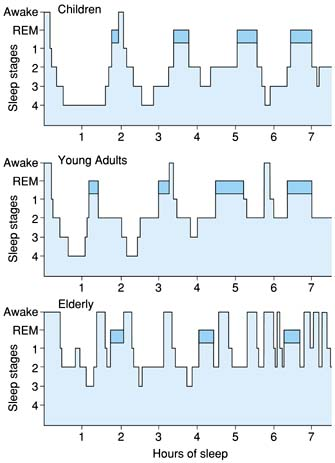 Children
Awake
REM
1
2
3
4
Sleep stages
1 2 3 4 5 6 7
Young Adults
Awake
REM
1
2
3
4
Sleep stages
1 2 3 4 5 6 7
Elderly
Awake
REM
1
2
3
4
Sleep stages
1 2 3 4 5 6 7
Hours of sleep